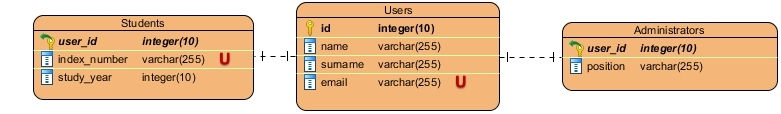 Students
user_id integer(10)
index_number varchar(255) U
study_year integer(10)
Users
id integer(10)
name varchar(255)
surname varchar(255)
email varchar(255) U
Administrators
user_id integer(10)
position varchar(255)